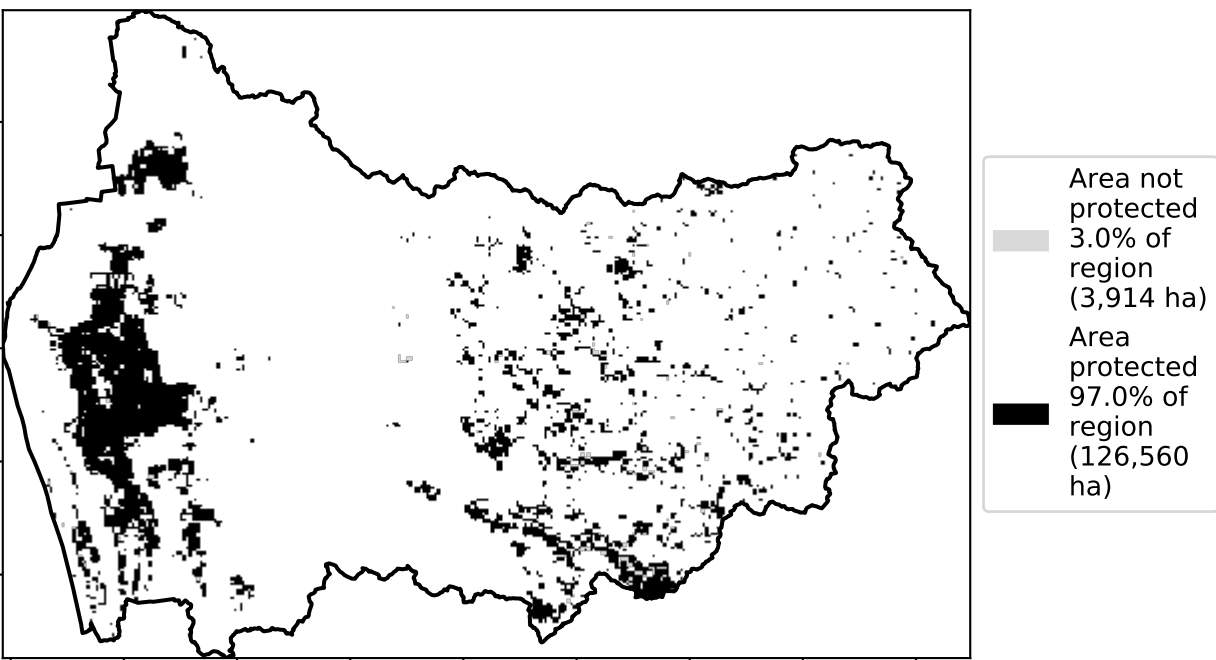 Area not
protected
3.0% of
region
(3,914 ha)
Area
protected
97.0% of
region
(126,560
ha)